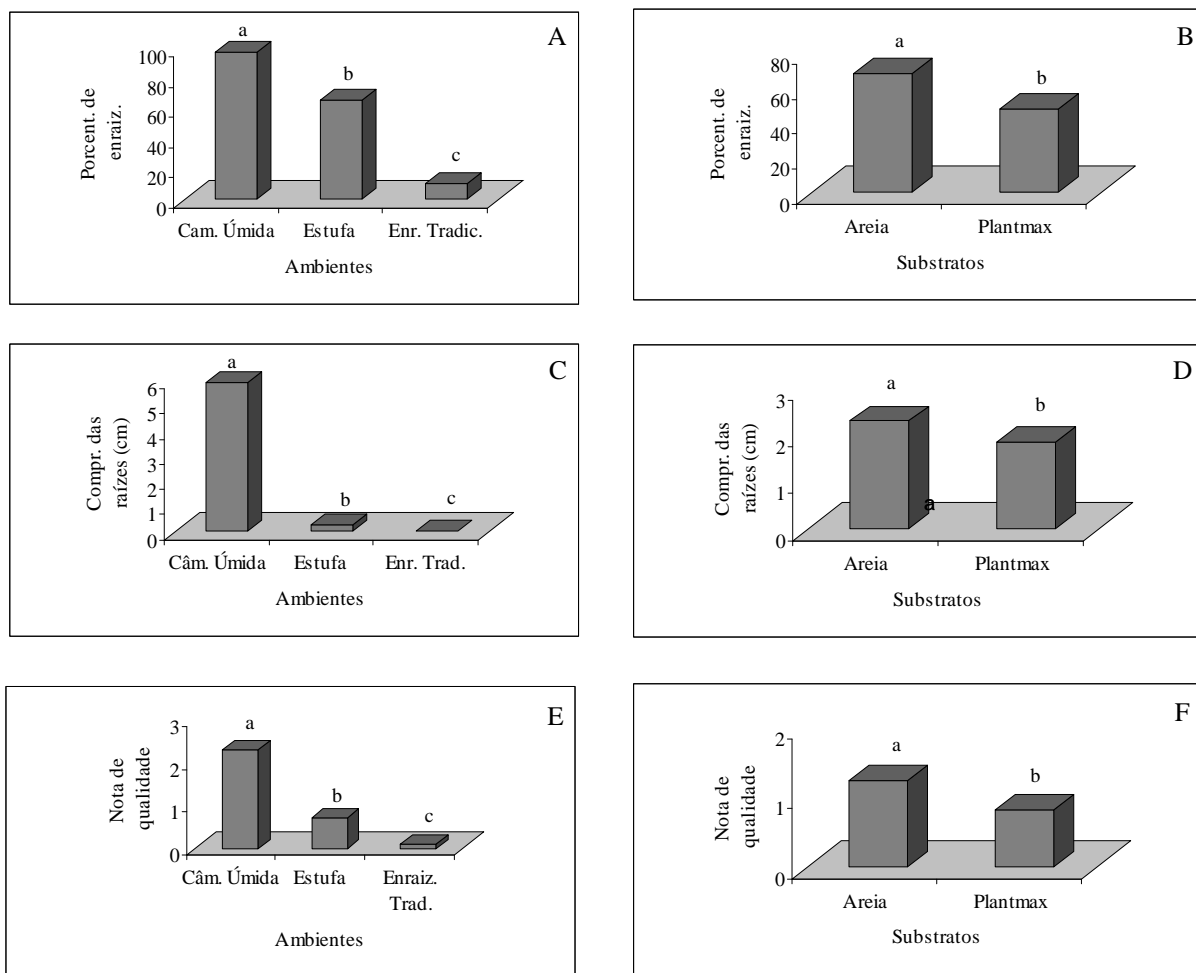 A
a
b
c
100
80
60
40
20
0
Porcent. de
enraiz.
Cam. Úmida Estufa Enr. Tradic.
Ambientes
B
a
b
80
60
40
20
0
Porcent. de
enraiz.
Areia Plantmax
Substratos
C
a
b
c
6
5
4
3
2
1
0
Compr. das
raízes (cm)
Câm. Úmida Estufa Enr. Trad.
Ambientes
D
a
b
a
3
2
1
0
Compr. das
raízes (cm)
Areia Plantmax
Substratos
E
a
b
c
3
2
1
0
Nota de
qualidade
Câm. Úmida Estufa Enraiz.
Trad.
Ambientes
F
a
b
2
1
0
Nota de
qualidade
Areia Plantmax
Substratos